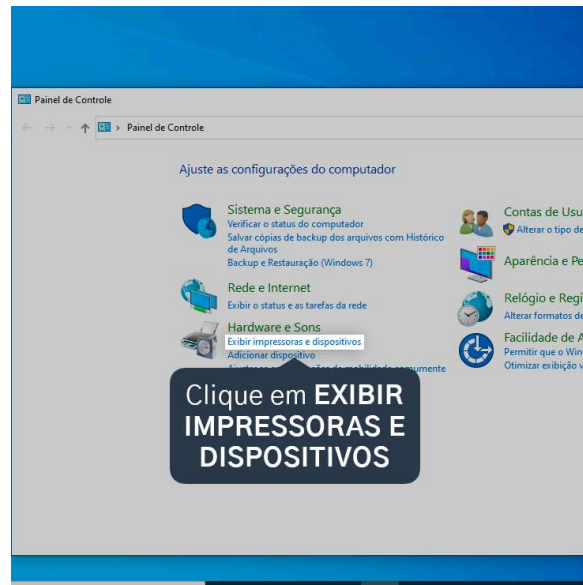 Painel de Controle
Painel de Controle
Ajuste as configurações do computador
Sistema e Segurança
Verificar o status do computador
Salvar cópias de backup dos arquivos com Histórico
de Arquivos
Backup e Restauração (Windows 7)
Rede e Internet
Exibir o status e as tarefas da rede
Hardware e Sons
Exibir impressoras e dispositivos
Adicionar dispositivo
Clique em EXIBIR
IMPRESSORAS E
DISPOSITIVOS
Contas de Usu
Alterar o tipo de
Aparência e Pe
Relógio e Regi
Alterar formatos de
Facilidade de A
Permitir que o Win
Otimizar exibição v